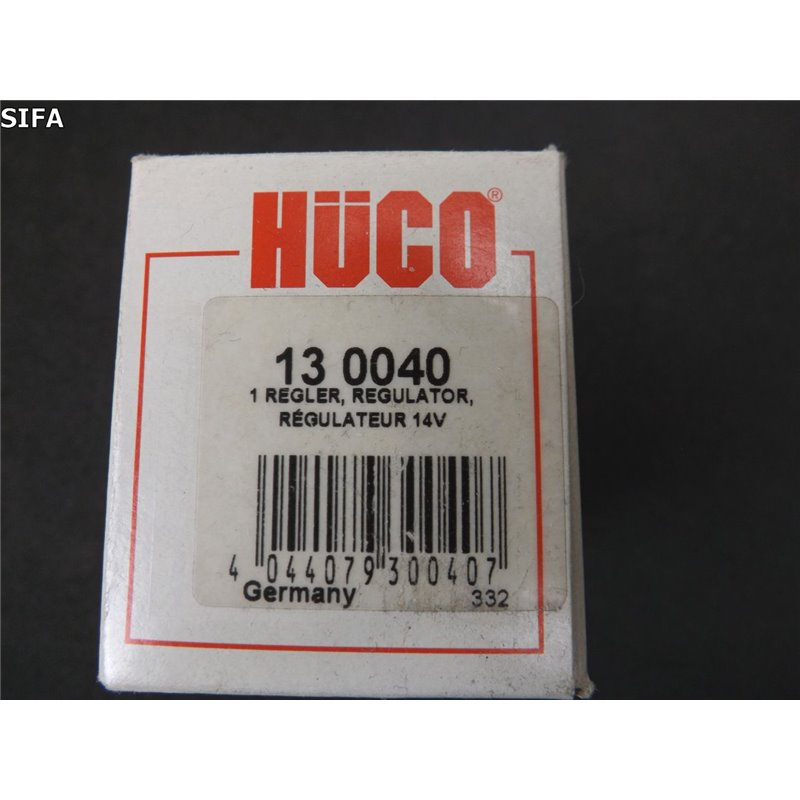 SIFA
HÜCO®
13 0040
1 REGLER, REGULATOR,
RÉGULATEUR 14V
4 044079 300407
Germany
332